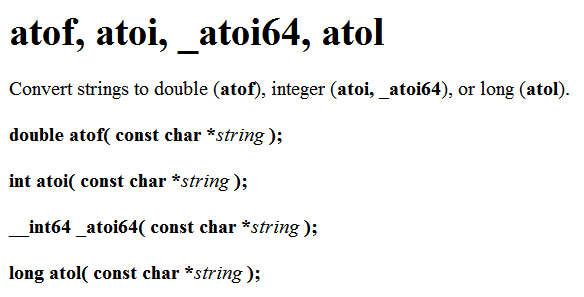 atof, atoi, _atoi64, atol
Convert strings to double (atof), integer (atoi, _atoi64), or long (atol).
double atof( const char *string );
int atoi( const char *string );
__int64 _atoi64( const char *string );
long atol( const char *string );